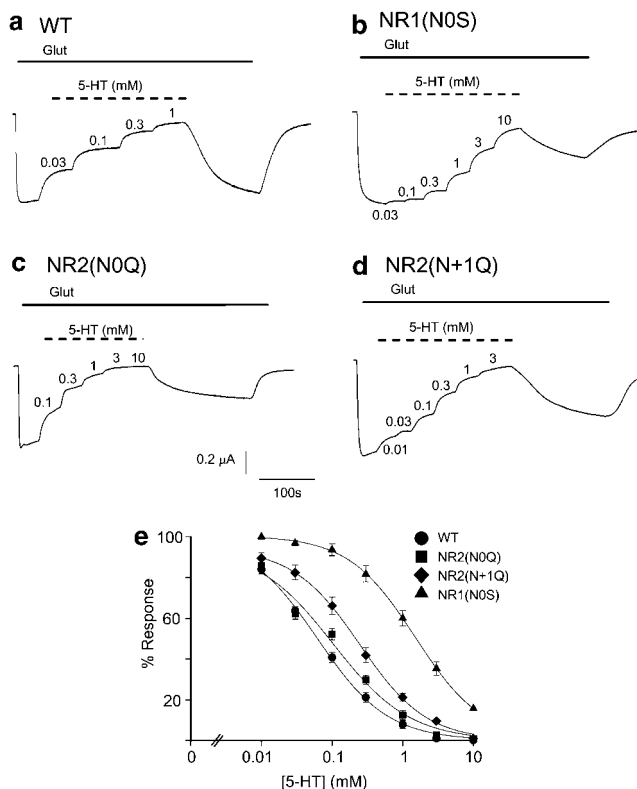 a WT
Glut
5-HT (mM)
0.03
0.1
0.3
1
b NR1(N0S)
Glut
5-HT (mM)
0.03
0.1
0.3
1
3
10
c NR2(N0Q)
Glut
5-HT (mM)
0.1
0.3
1
3
10
d NR2(N+1Q)
Glut
5-HT (mM)
0.01
0.03
0.1
0.3
1
3
0.2 µA
100s
e
100
60
20
% Response
WT
NR2(N0Q)
NR2(N+1Q)
NR1(N0S)
0 0.01 0.1 1 10
[5-HT] (mM)